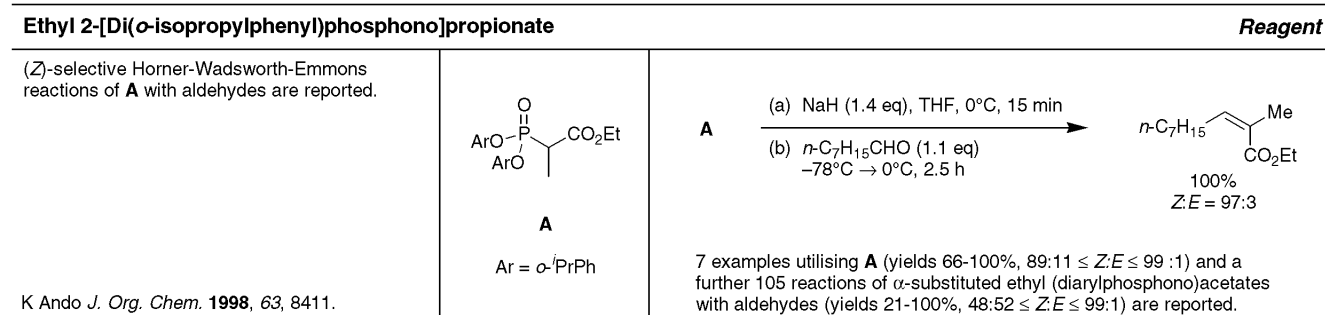 Ethyl 2-[Di(o-isopropylphenyl)phosphono]propionate
Reagent
(Z)-selective Horner-Wadsworth-Emmons
reactions of A with aldehydes are reported.
K Ando J. Org. Chem. 1998, 63, 8411.
O
ArO P CO₂Et
ArO
A
Ar = o-ⁱPrPh
A
(a) NaH (1.4 eq), THF, 0°C, 15 min
(b) n-C₇H₁₅CHO (1.1 eq)
–78°C → 0°C, 2.5 h
Me
n-C₇H₁₅
CO₂Et
100%
Z:E = 97:3
7 examples utilising A (yields 66-100%, 89:11 ≤ Z:E ≤ 99 :1) and a
further 105 reactions of α-substituted ethyl (diarylphosphono)acetates
with aldehydes (yields 21-100%, 48:52 ≤ Z:E ≤ 99:1) are reported.